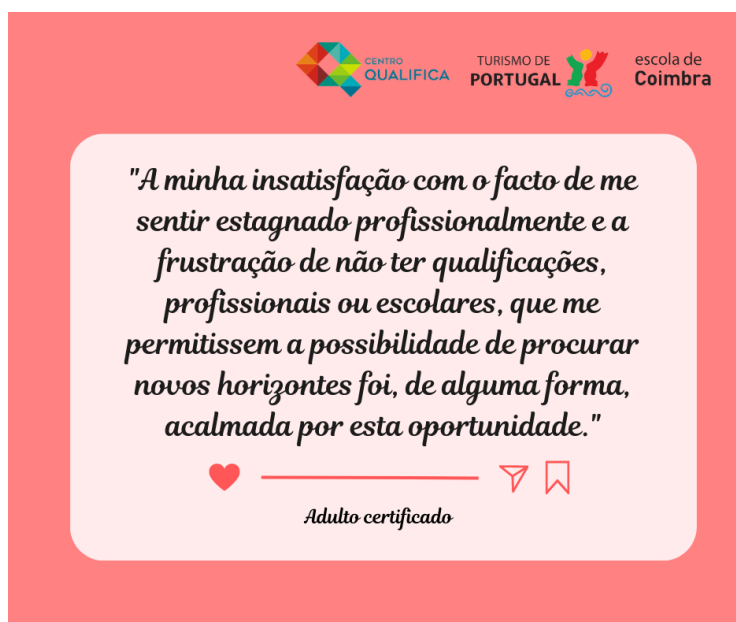 CENTRO
QUALIFICA
TURISMO DE
PORTUGAL
escola de
Coimbra
"A minha insatisfação com o facto de me
sentir estagnado profissionalmente e a
frustração de não ter qualificações,
profissionais ou escolares, que me
permitissem a possibilidade de procurar
novos horizontes foi, de alguma forma,
acalmada por esta oportunidade."
Adulto certificado